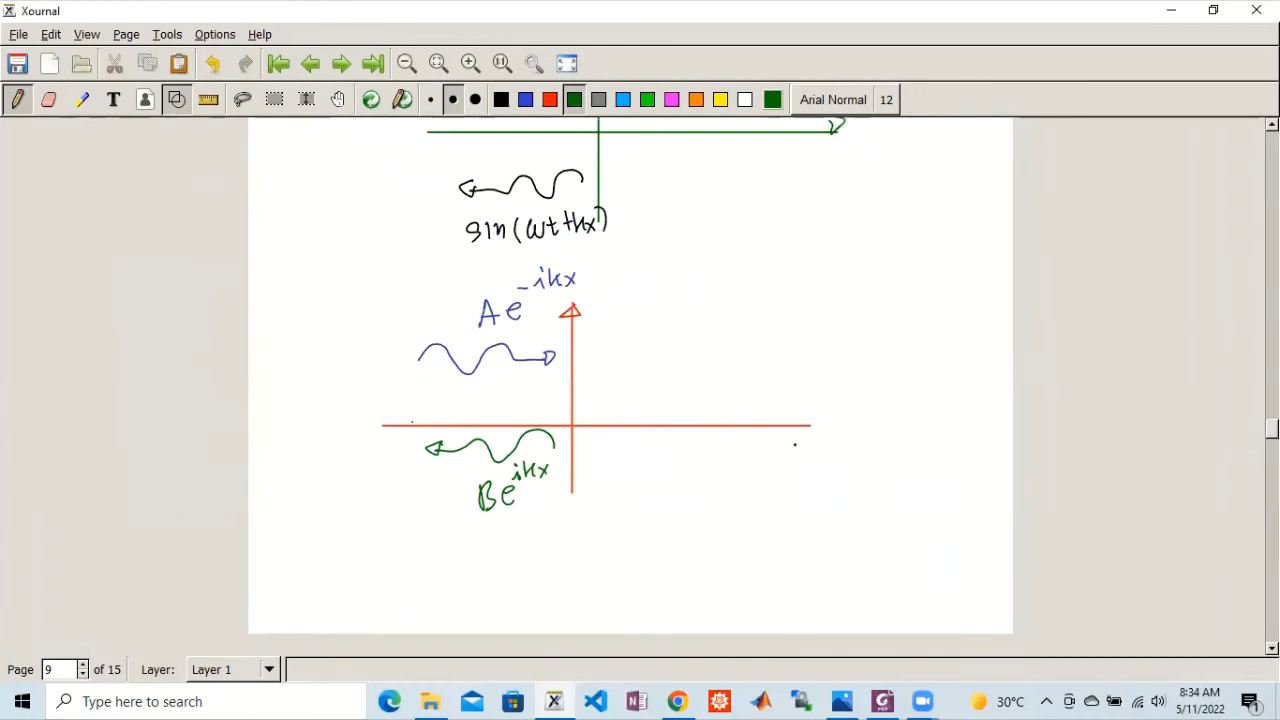 Xournal
File Edit View Page Tools Options Help
T Arial Normal 12
sin(ωt+kx)
Ae^-ikx
Be^ikx
Page 9 of 15 Layer: Layer 1
Type here to search
30°C
8:34 AM
5/11/2022